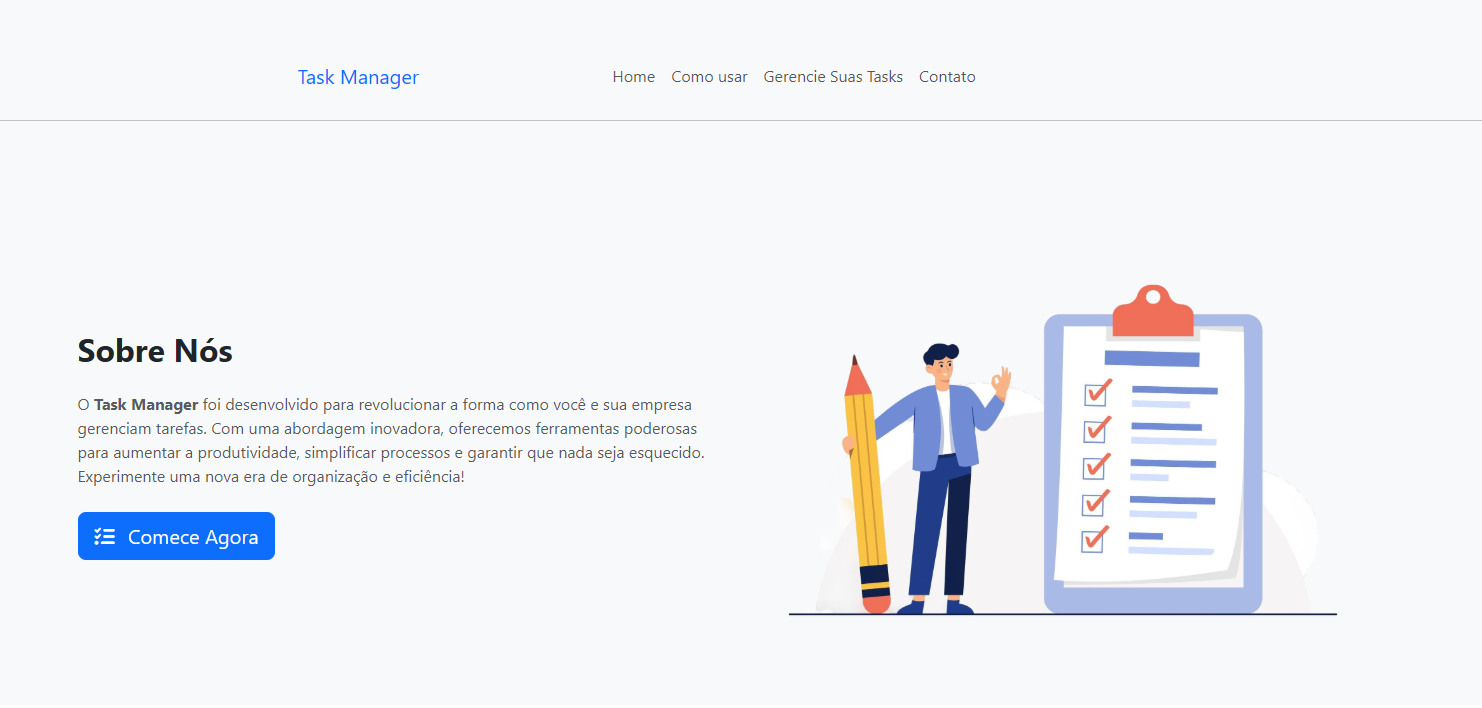 Task Manager
Home Como usar Gerencie Suas Tasks Contato
Sobre Nós
O Task Manager foi desenvolvido para revolucionar a forma como você e sua empresa
gerenciam tarefas. Com uma abordagem inovadora, oferecemos ferramentas poderosas
para aumentar a produtividade, simplificar processos e garantir que nada seja esquecido.
Experimente uma nova era de organização e eficiência!
Comece Agora